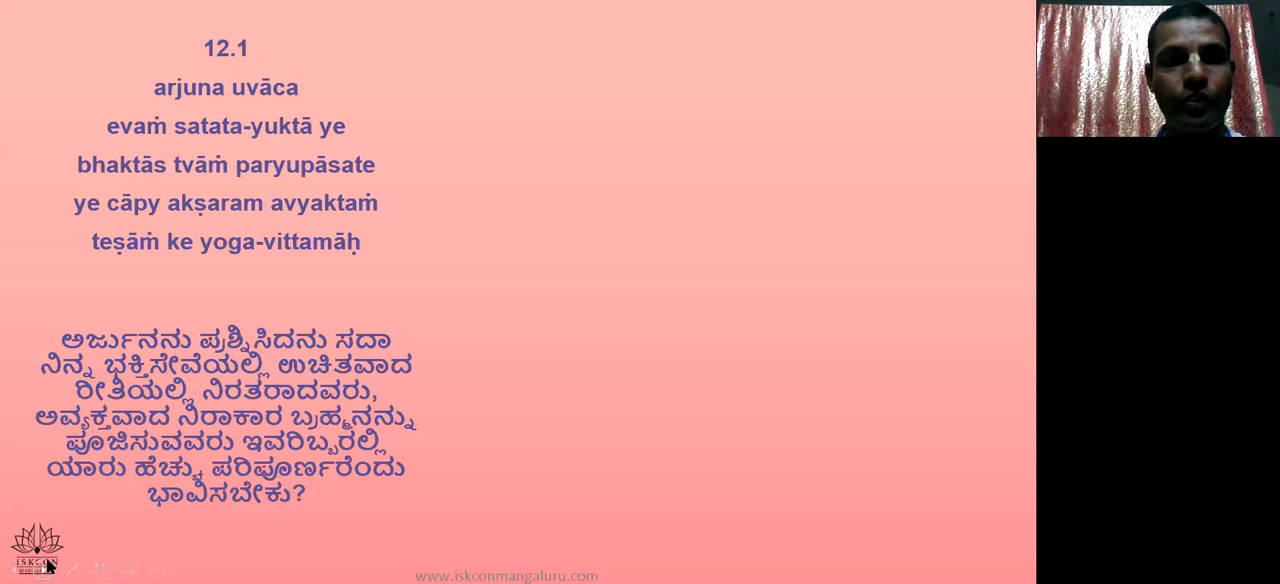 12.1
arjuna uvāca
evaṁ satata-yuktā ye
bhaktās tvāṁ paryupāsate
ye cāpy akṣaram avyaktaṁ
teṣāṁ ke yoga-vittamāḥ
ಅರ್ಜುನನು ಪ್ರಶ್ನಿಸಿದನು ಸದಾ
ನಿನ್ನ ಭಕ್ತಿಸೇವೆಯಲ್ಲಿ ಉಚಿತವಾದ
ರೀತಿಯಲ್ಲಿ ನಿರತರಾದವರು,
ಅವ್ಯಕ್ತವಾದ ನಿರಾಕಾರ ಬ್ರಹ್ಮನನ್ನು
ಪೂಜಿಸುವವರು ಇವರಿಬ್ಬರಲ್ಲಿ
ಯಾರು ಹೆಚ್ಚು ಪರಿಪೂರ್ಣರೆಂದು
ಭಾವಿಸಬೇಕು?
ISKCON
www.iskconmangaluru.com